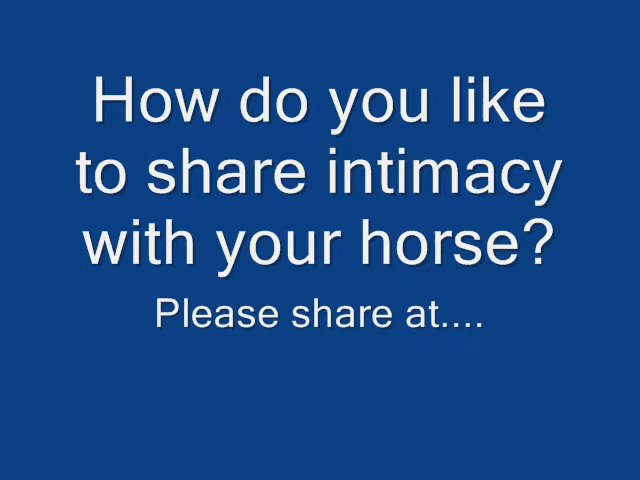 How do you like
to share intimacy
with your horse?
Please share at....